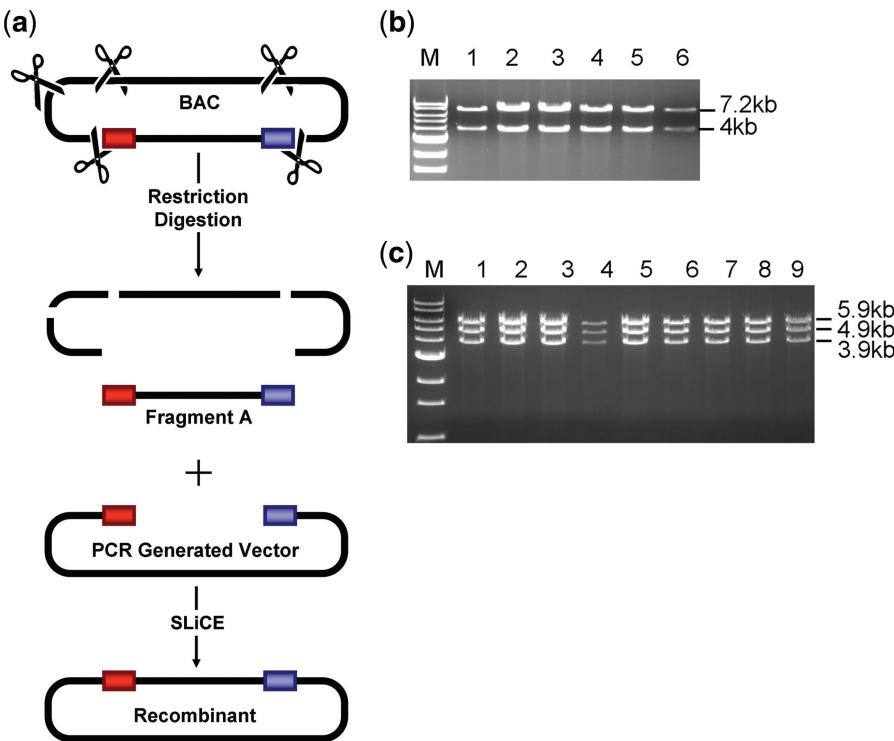 (a)
BAC
Restriction
Digestion
Fragment A
+
PCR Generated Vector
SLiCE
Recombinant
(b)
M 1 2 3 4 5 6
7.2kb
4kb
(c)
M 1 2 3 4 5 6 7 8 9
5.9kb
4.9kb
3.9kb